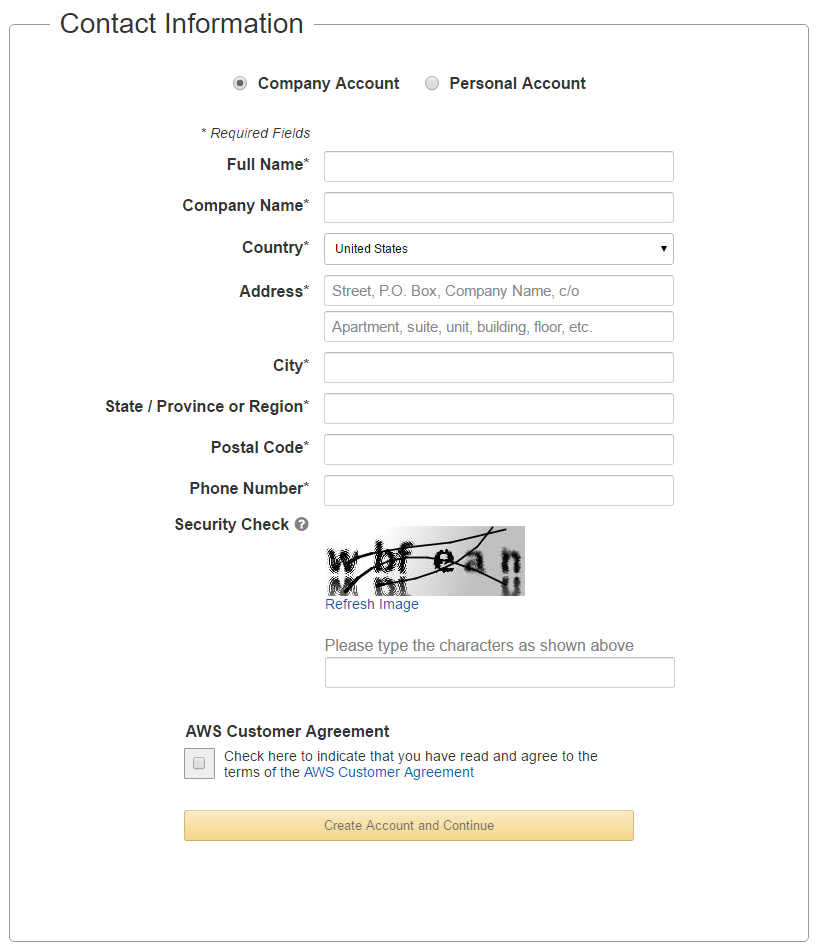 Contact Information
Company Account Personal Account
* Required Fields
Full Name*
Company Name*
Country* United States
Address* Street, P.O. Box, Company Name, c/o
Apartment, suite, unit, building, floor, etc.
City*
State / Province or Region*
Postal Code*
Phone Number*
Security Check ?
Refresh Image
Please type the characters as shown above
AWS Customer Agreement
Check here to indicate that you have read and agree to the
terms of the AWS Customer Agreement
Create Account and Continue